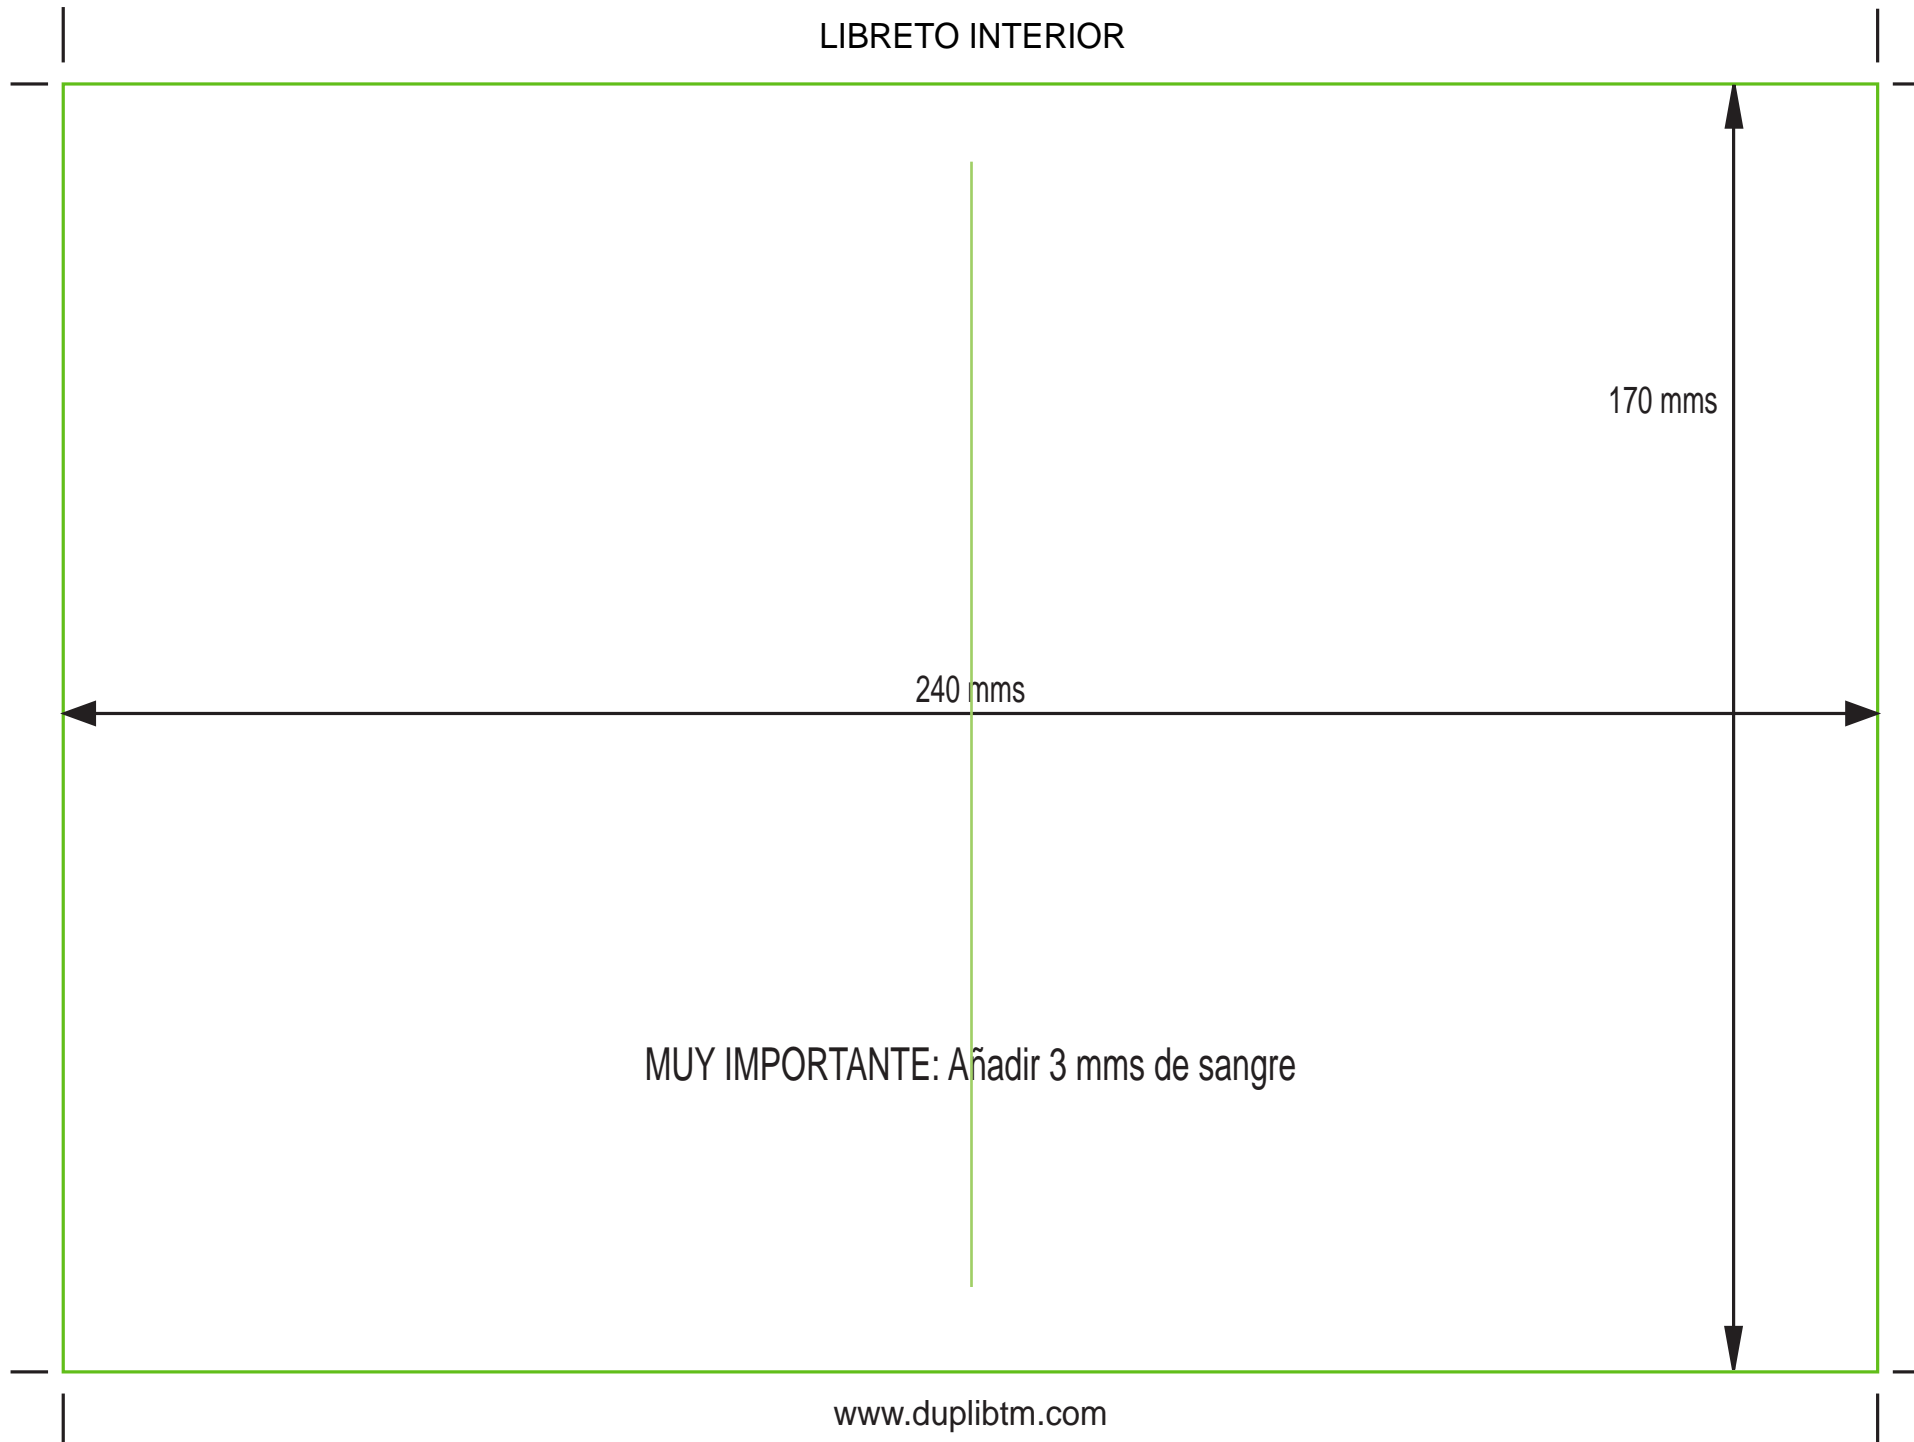 LIBRETO INTERIOR
170 mms
240 mms
MUY IMPORTANTE: Añadir 3 mms de sangre
www.duplibtm.com